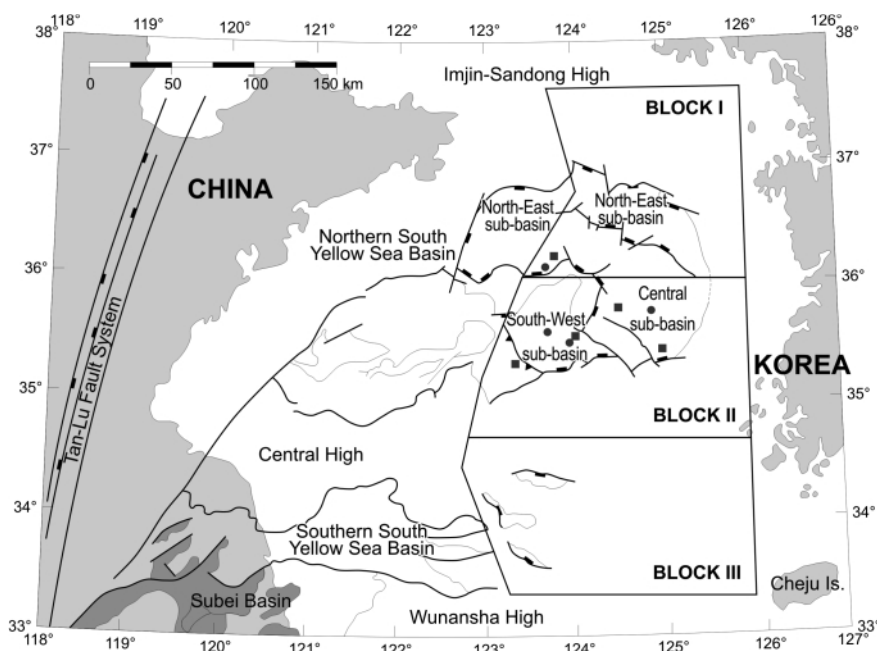 118° 119° 120° 121° 122° 123° 124° 125° 126°
38° 38°
0 50 100 150 km
Imjin-Sandong High
BLOCK I
37° 37°
CHINA
North-East
sub-basin
North-East
sub-basin
Northern South
Yellow Sea Basin
36° 36°
Tan-Lu Fault System
Central
sub-basin
South-West
sub-basin
35° 35°
KOREA
BLOCK II
Central High
34° 34°
Southern South
Yellow Sea Basin
BLOCK III
Cheju Is.
Subei Basin
Wunansha High
33° 33°
118° 119° 120° 121° 122° 123° 124° 125° 126° 127°